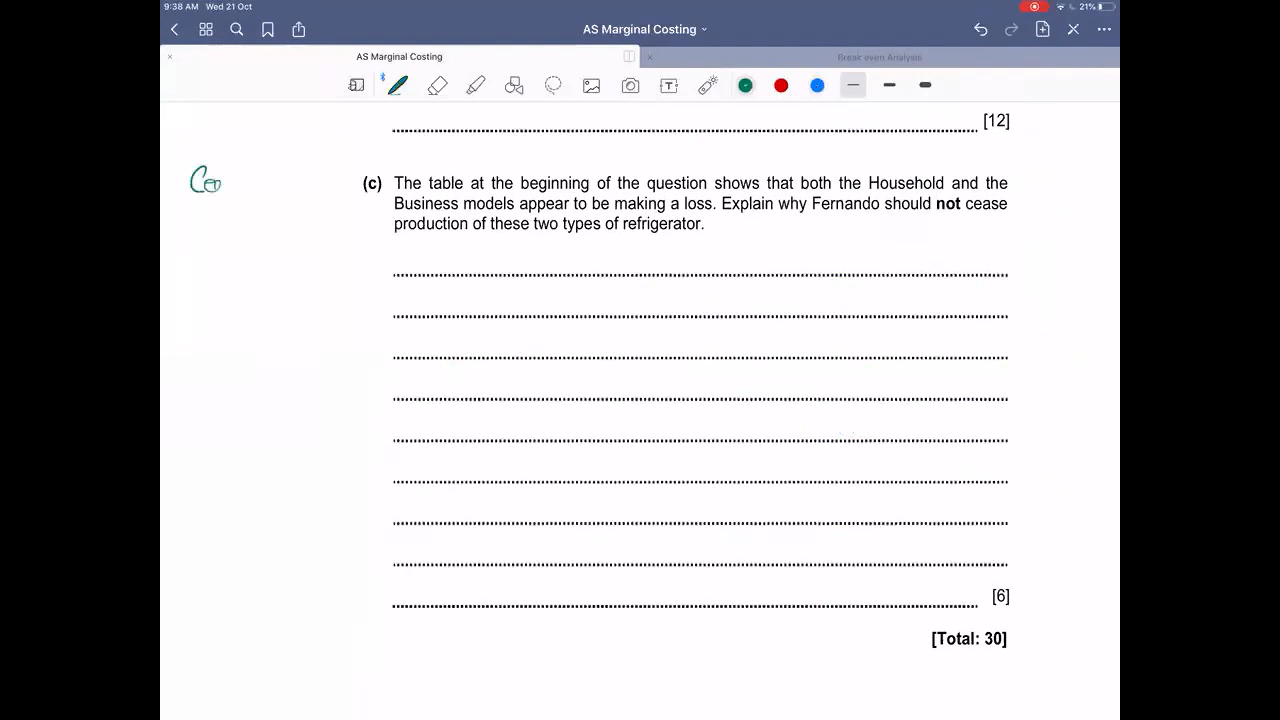 9:38 AM Wed 21 Oct
21%
AS Marginal Costing
AS Marginal Costing
Break even Analysis
T
[12]
(c) The table at the beginning of the question shows that both the Household and the
Business models appear to be making a loss. Explain why Fernando should not cease
production of these two types of refrigerator.
[6]
[Total: 30]